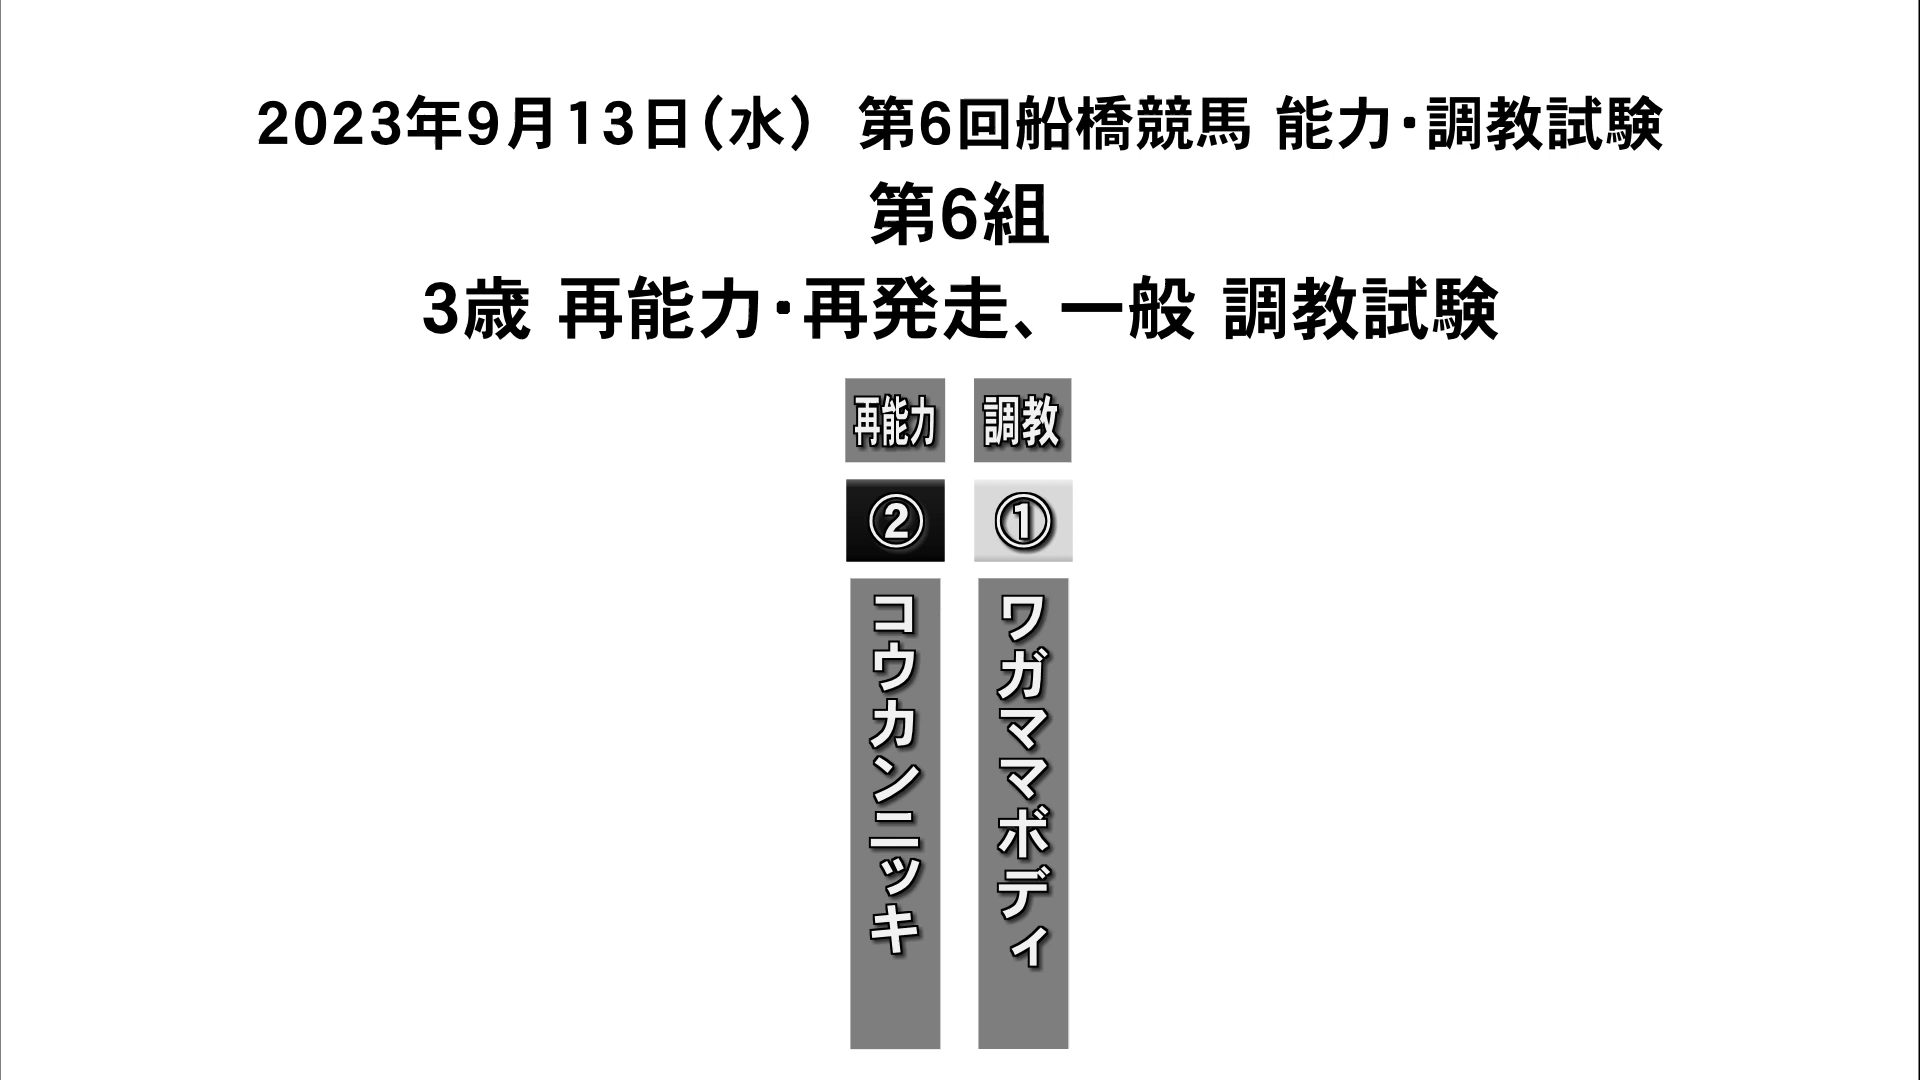 2023年9月13日(水) 第6回船橋競馬 能力・調教試験
第6組
3歳 再能力・再発走、一般 調教試験
調教
①
ワガママボディ
再能力
②
コウカンニッキ